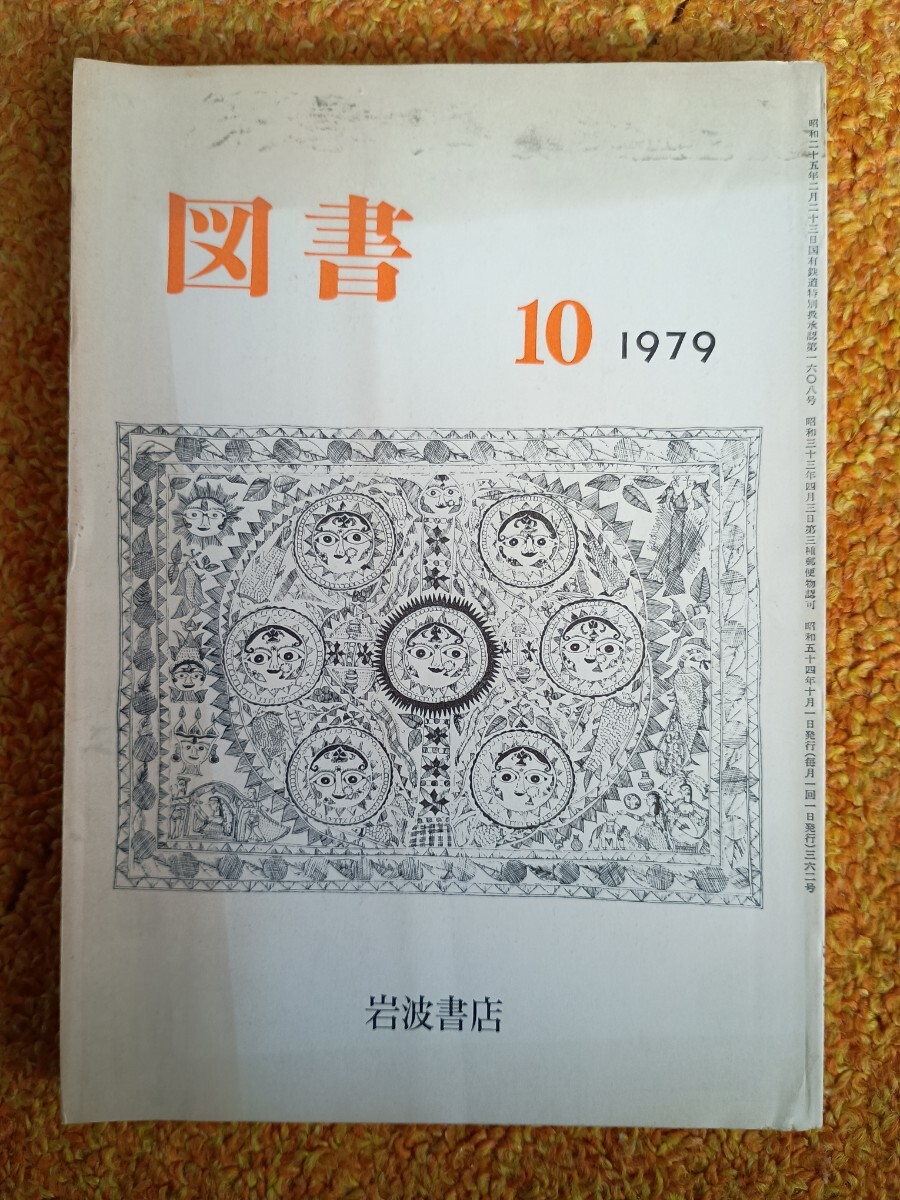 図書
10 1979
岩波書店
昭和二十五年二月二十三日国有鉄道特別扱承認第一六〇八号 昭和三十三年四月三日第三種郵便物認可 昭和五十四年十月一日発行(毎月一回一日発行)三六二号